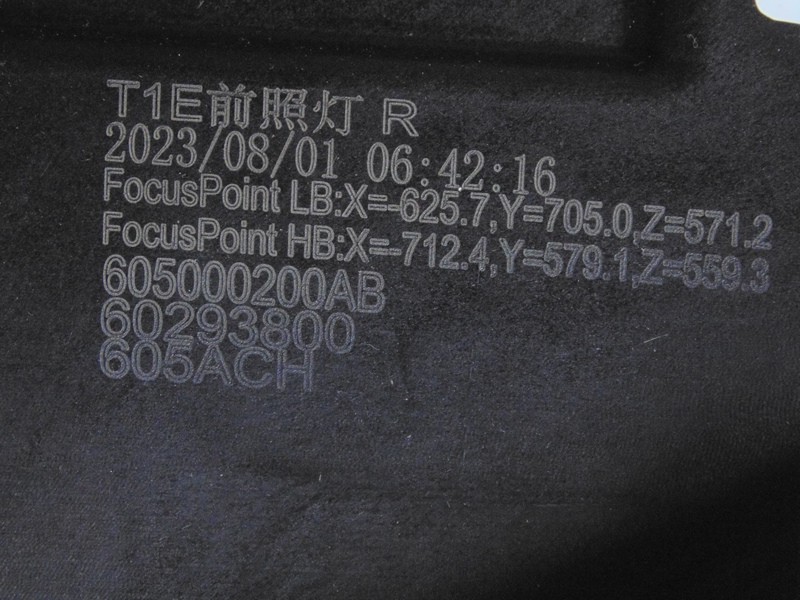 T1E前照灯 R
2023/08/01 06:42:16
FocusPoint LB:X=-625.7,Y=705.0,Z=571.2
FocusPoint HB:X=-712.4,Y=579.1,Z=559.3
605000200AB
60293800
605ACH